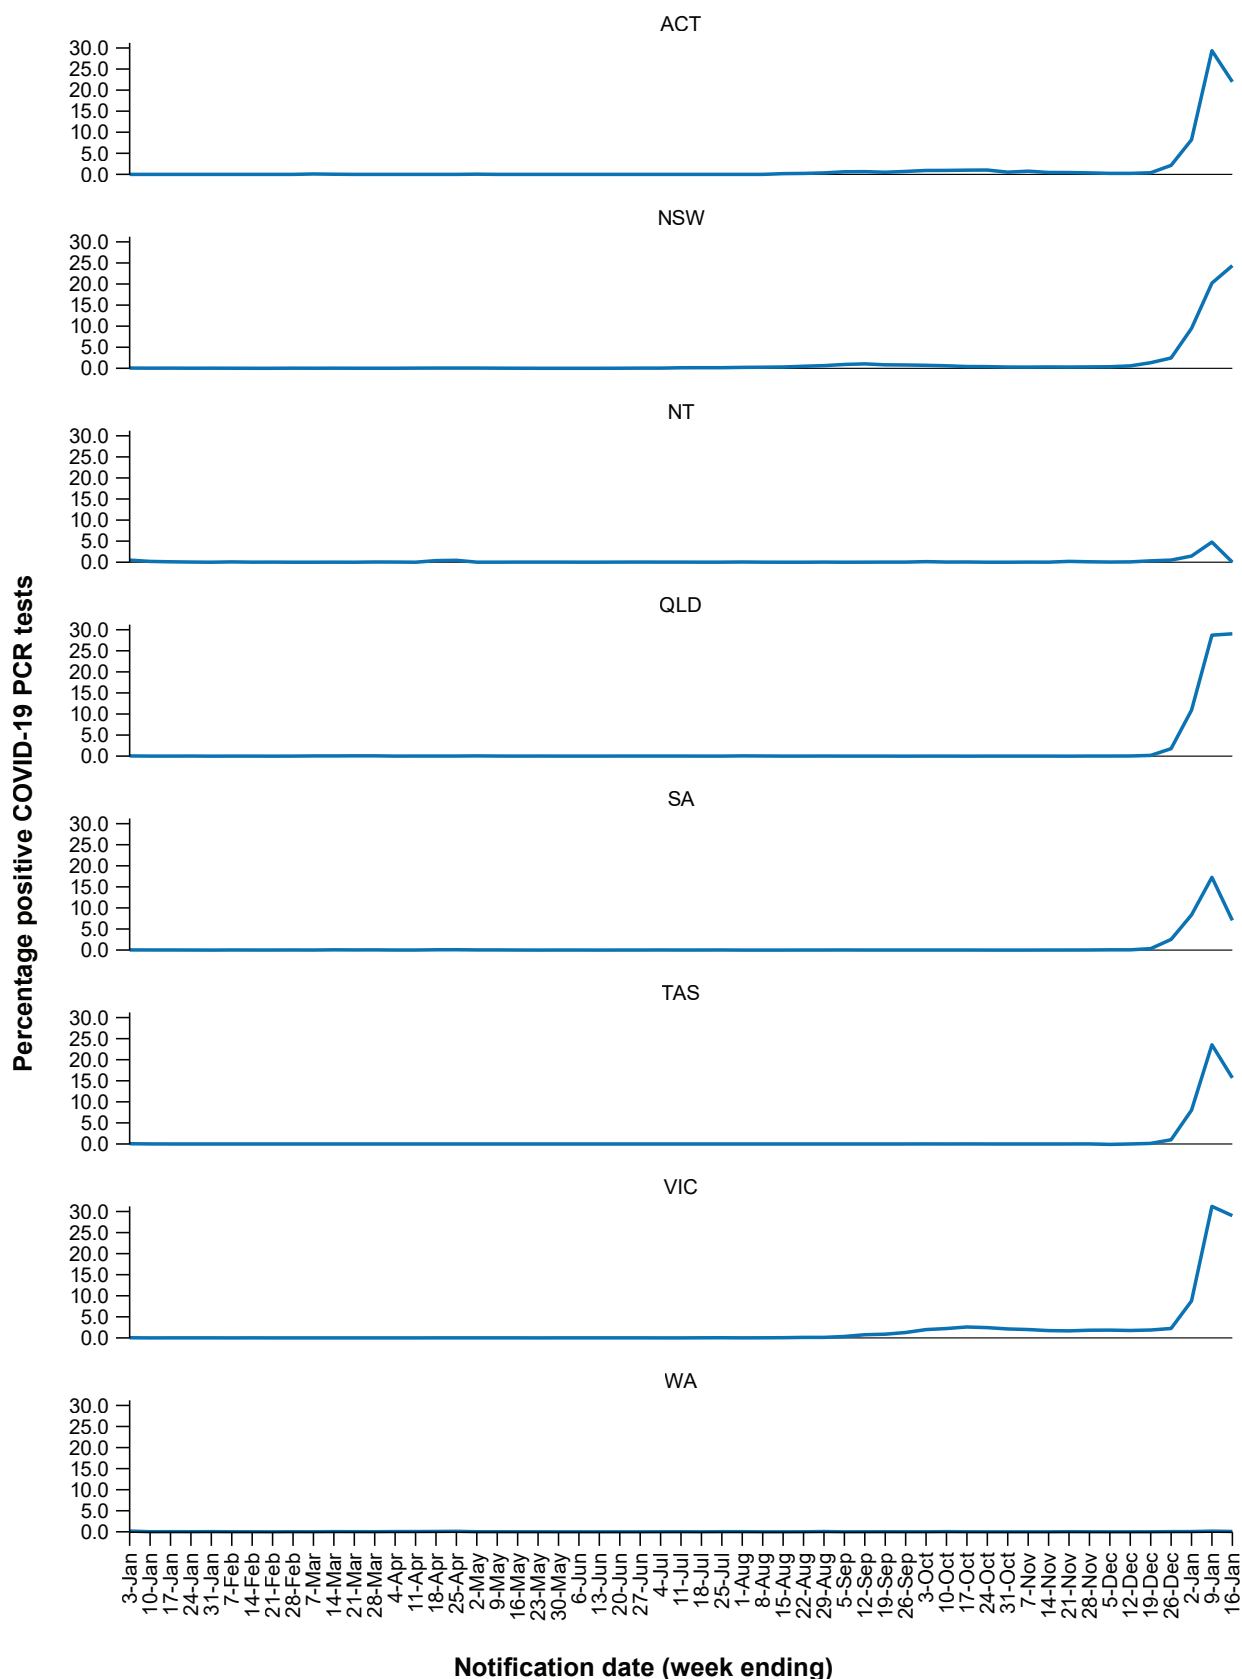 ACT
30.0
25.0
20.0
15.0
10.0
5.0
0.0
NSW
30.0
25.0
20.0
15.0
10.0
5.0
0.0
NT
30.0
25.0
20.0
15.0
10.0
5.0
0.0
QLD
30.0
25.0
20.0
15.0
10.0
5.0
0.0
SA
30.0
25.0
20.0
15.0
10.0
5.0
0.0
TAS
30.0
25.0
20.0
15.0
10.0
5.0
0.0
VIC
30.0
25.0
20.0
15.0
10.0
5.0
0.0
WA
30.0
25.0
20.0
15.0
10.0
5.0
0.0
Percentage positive COVID-19 PCR tests
3-Jan
10-Jan
17-Jan
24-Jan
31-Jan
7-Feb
14-Feb
21-Feb
28-Feb
7-Mar
14-Mar
21-Mar
28-Mar
4-Apr
11-Apr
18-Apr
25-Apr
2-May
9-May
16-May
23-May
30-May
6-Jun
13-Jun
20-Jun
27-Jun
4-Jul
11-Jul
18-Jul
25-Jul
1-Aug
8-Aug
15-Aug
22-Aug
29-Aug
5-Sep
12-Sep
19-Sep
26-Sep
3-Oct
10-Oct
17-Oct
24-Oct
31-Oct
7-Nov
14-Nov
21-Nov
28-Nov
5-Dec
12-Dec
19-Dec
26-Dec
2-Jan
9-Jan
16-Jan
Notification date (week ending)